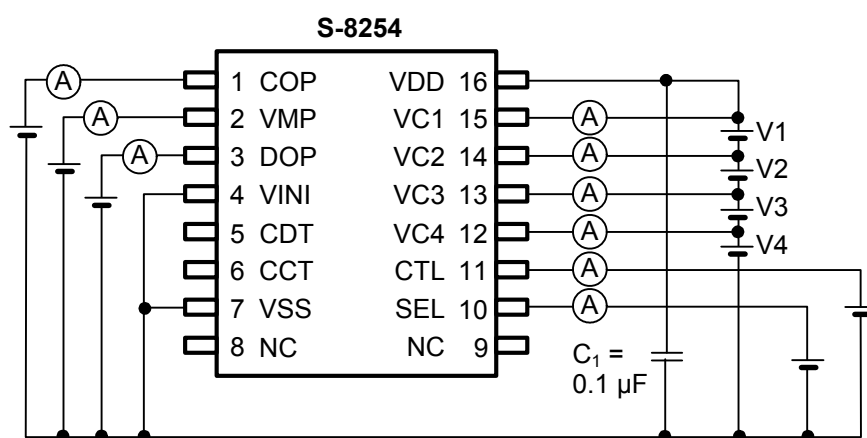 S-8254
A
1 COP
VDD 16
A
2 VMP
VC1 15
A
V1
A
3 DOP
VC2 14
A
V2
4 VINI
VC3 13
A
V3
5 CDT
VC4 12
A
V4
6 CCT
CTL 11
A
7 VSS
SEL 10
A
8 NC
NC 9
C₁ =
0.1 µF